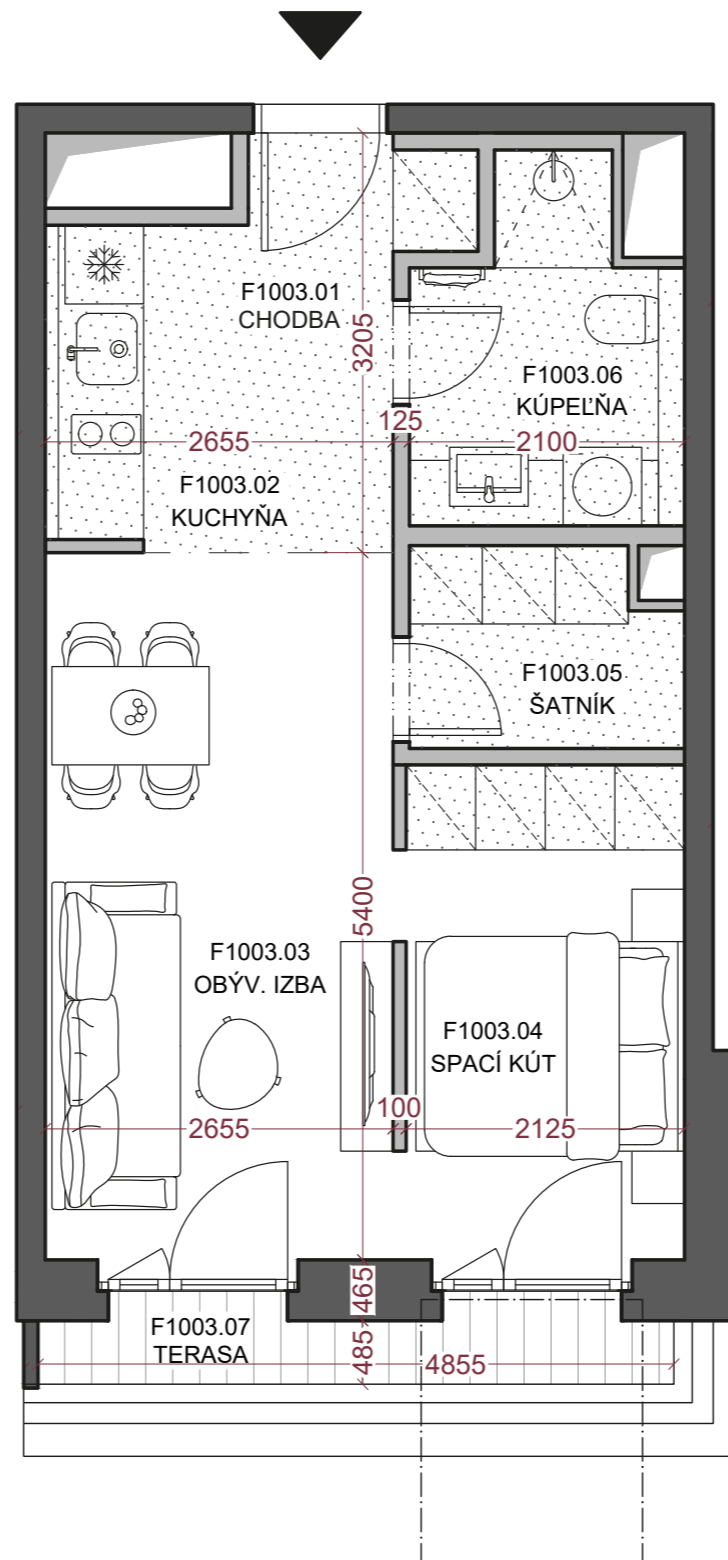 F1003.01
CHODBA
3205
F1003.06
KÚPEĽŇA
2655
125
2100
F1003.02
KUCHYŇA
F1003.05
ŠATNÍK
5400
F1003.03
OBÝV. IZBA
F1003.04
SPACÍ KÚT
2655
100
2125
465
F1003.07
TERASA
485
4855